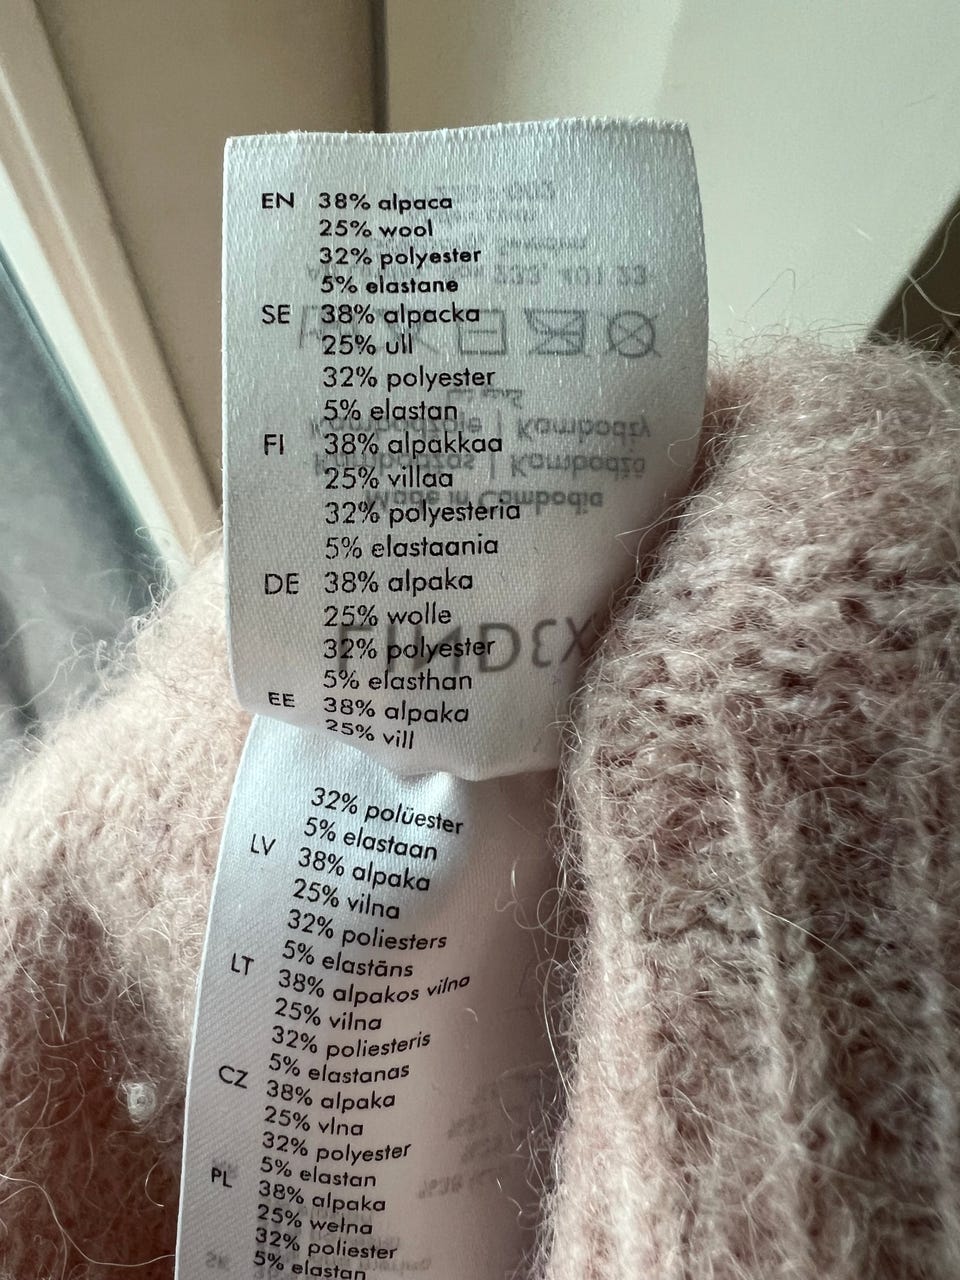 EN 38% alpaca
25% wool
32% polyester
5% elastane
SE 38% alpacka
25% ull
32% polyester
5% elastan
FI 38% alpakkaa
25% villaa
32% polyesteria
5% elastaania
DE 38% alpaka
25% wolle
32% polyester
5% elasthan
EE 38% alpaka
25% vill
32% polüester
5% elastaan
LV 38% alpaka
25% vilna
32% poliesters
5% elastāns
LT 38% alpakos vilna
25% vilna
32% poliesteris
5% elastanas
CZ 38% alpaka
25% vlna
32% polyester
5% elastan
PL 38% alpaka
25% wełna
32% poliester
5% elastan
Made in Cambodia